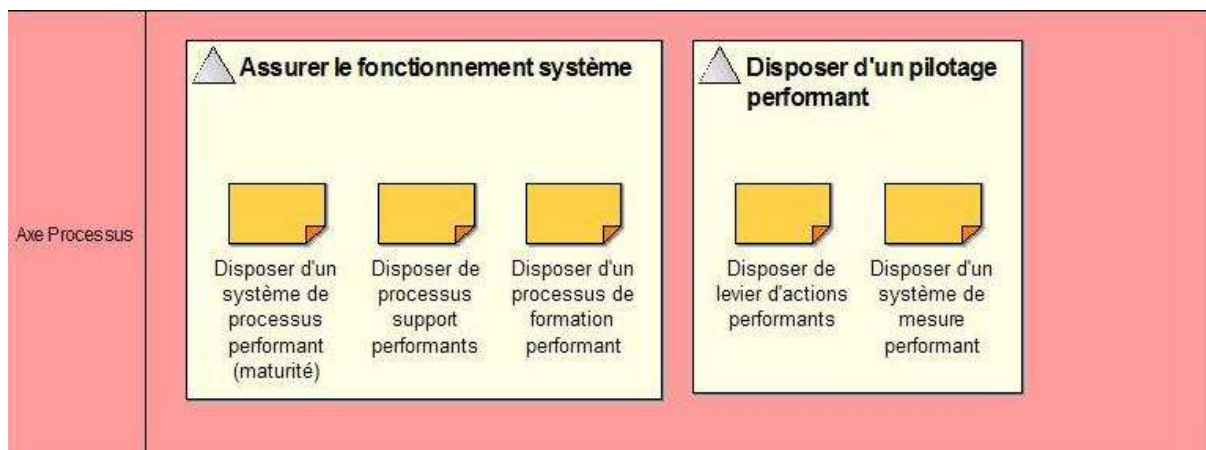 Axe Processus
Assurer le fonctionnement système
Disposer d'un
système de
processus
performant
(maturité)
Disposer de
processus
support
performants
Disposer d'un
processus de
formation
performant
Disposer d'un pilotage
performant
Disposer de
levier d'actions
performants
Disposer d'un
système de
mesure
performant